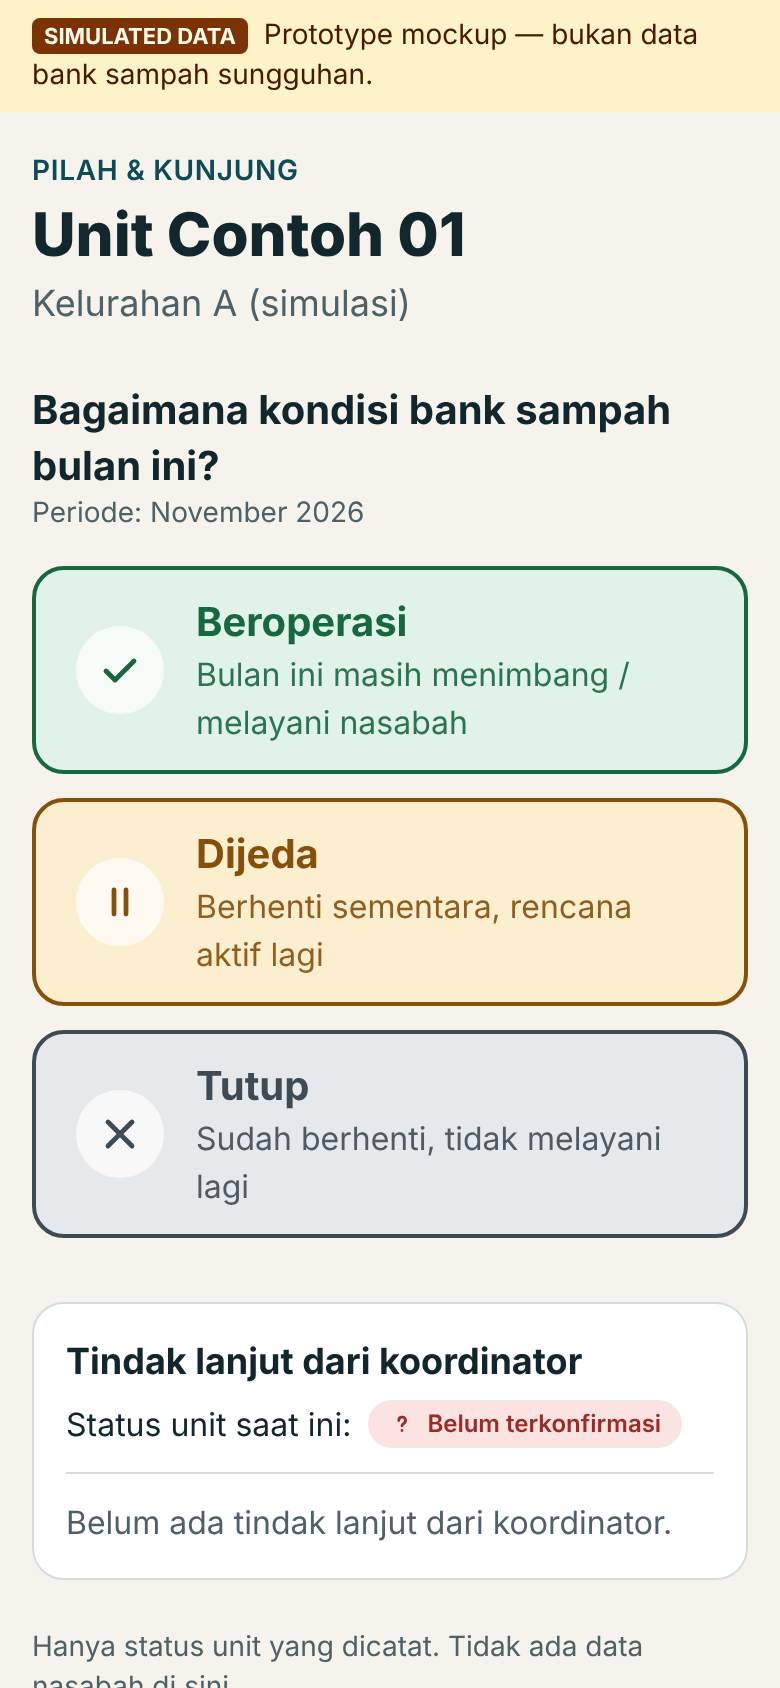 SIMULATED DATA Prototype mockup — bukan data
bank sampah sungguhan.
PILAH & KUNJUNG
Unit Contoh 01
Kelurahan A (simulasi)
Bagaimana kondisi bank sampah
bulan ini?
Periode: November 2026
Beroperasi
Bulan ini masih menimbang /
melayani nasabah
Dijeda
Berhenti sementara, rencana
aktif lagi
Tutup
Sudah berhenti, tidak melayani
lagi
Tindak lanjut dari koordinator
Status unit saat ini: ? Belum terkonfirmasi
Belum ada tindak lanjut dari koordinator.
Hanya status unit yang dicatat. Tidak ada data
nasabah di sini